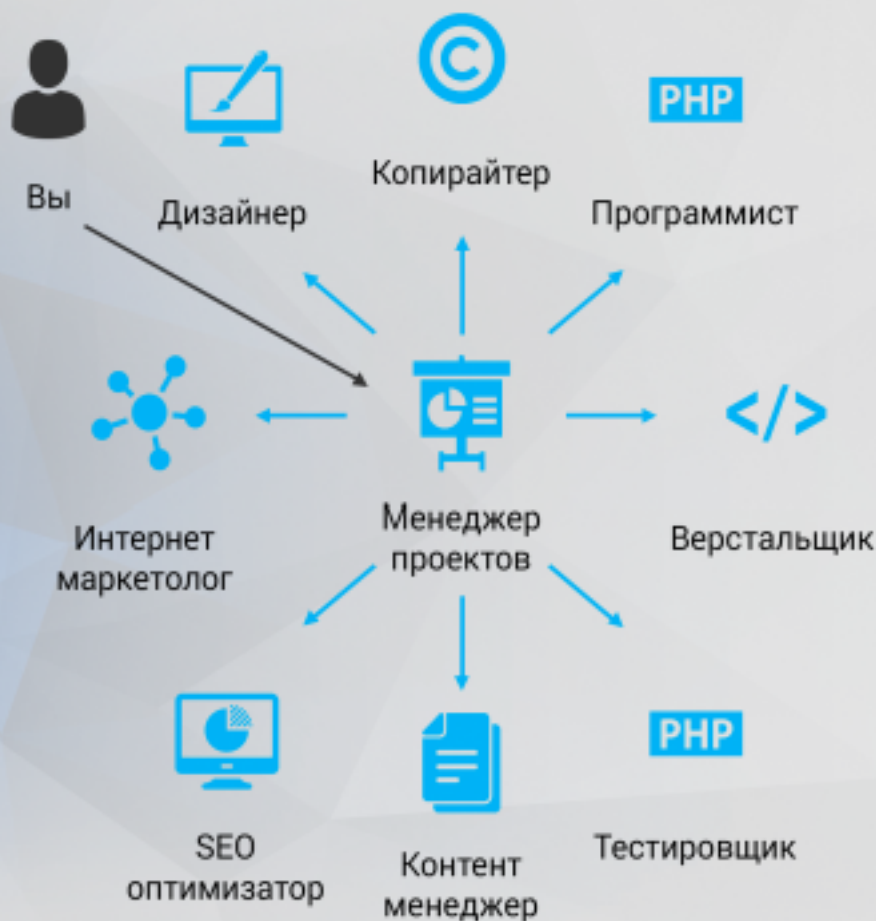 ©
PHP
Копирайтер
Вы
Дизайнер
Программист
</>
Менеджер
проектов
Интернет
маркетолог
Верстальщик
PHP
SEO
оптимизатор
Контент
менеджер
Тестировщик